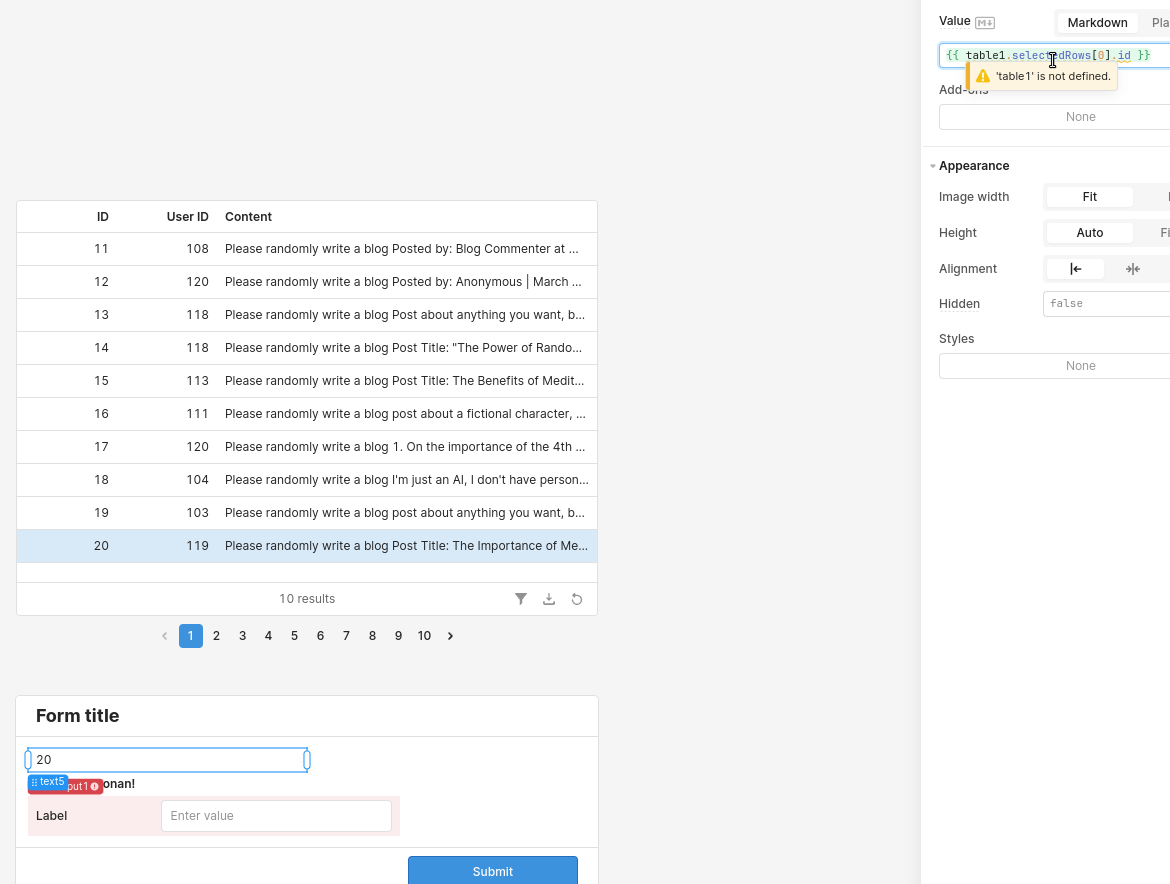 Value M↓ Markdown Pla
{{ table1.selectedRows[0].id }}
'table1' is not defined.
Add-ons
None
Appearance
Image width Fit
Height Auto Fi
Alignment
Hidden false
Styles
None
ID User ID Content
11 108 Please randomly write a blog Posted by: Blog Commenter at ...
12 120 Please randomly write a blog Posted by: Anonymous | March ...
13 118 Please randomly write a blog Post about anything you want, b...
14 118 Please randomly write a blog Post Title: "The Power of Rando...
15 113 Please randomly write a blog Post Title: The Benefits of Medit...
16 111 Please randomly write a blog post about a fictional character, ...
17 120 Please randomly write a blog 1. On the importance of the 4th ...
18 104 Please randomly write a blog I'm just an AI, I don't have person...
19 103 Please randomly write a blog post about anything you want, b...
20 119 Please randomly write a blog Post Title: The Importance of Me...
10 results
1 2 3 4 5 6 7 8 9 10
Form title
20
text5 put1 onan!
Label Enter value
Submit